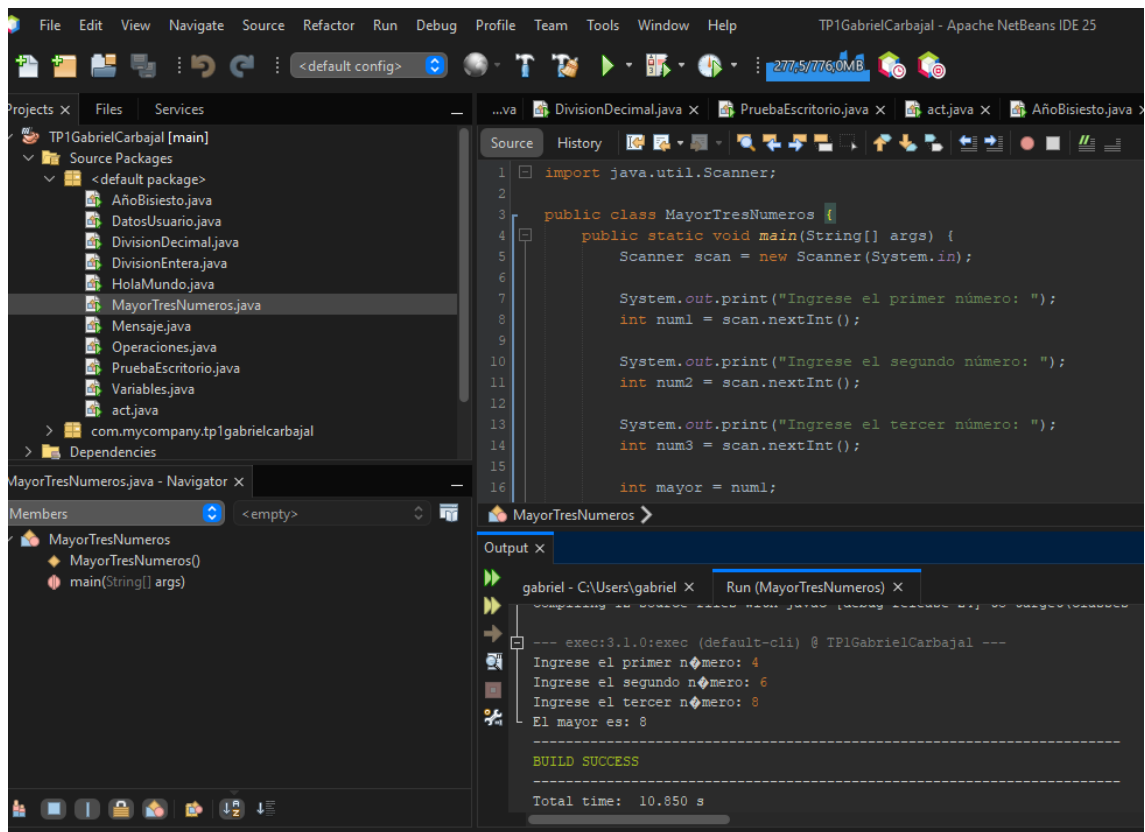 File Edit View Navigate Source Refactor Run Debug Profile Team Tools Window Help TP1GabrielCarbajal - Apache NetBeans IDE 25
<default config>
277,5/776,0MB
Projects Files Services
TP1GabrielCarbajal [main]
Source Packages
<default package>
AñoBisiesto.java
DatosUsuario.java
DivisionDecimal.java
DivisionEntera.java
HolaMundo.java
MayorTresNumeros.java
Mensaje.java
Operaciones.java
PruebaEscritorio.java
Variables.java
act.java
com.mycompany.tp1gabrielcarbajal
Dependencies
MayorTresNumeros.java - Navigator
Members <empty>
MayorTresNumeros
MayorTresNumeros()
main(String[] args)
...va DivisionDecimal.java PruebaEscritorio.java act.java AñoBisiesto.java
Source History
1 import java.util.Scanner;
2
3 public class MayorTresNumeros {
4 public static void main(String[] args) {
5 Scanner scan = new Scanner(System.in);
6
7 System.out.print("Ingrese el primer número: ");
8 int num1 = scan.nextInt();
9
10 System.out.print("Ingrese el segundo número: ");
11 int num2 = scan.nextInt();
12
13 System.out.print("Ingrese el tercer número: ");
14 int num3 = scan.nextInt();
15
16 int mayor = num1;
MayorTresNumeros
Output
gabriel - C:\Users\gabriel Run (MayorTresNumeros)
--- exec:3.1.0:exec (default-cli) @ TP1GabrielCarbajal ---
Ingrese el primer n�mero: 4
Ingrese el segundo n�mero: 6
Ingrese el tercer n�mero: 8
El mayor es: 8
------------------------------------------------------------------------
BUILD SUCCESS
------------------------------------------------------------------------
Total time: 10.850 s